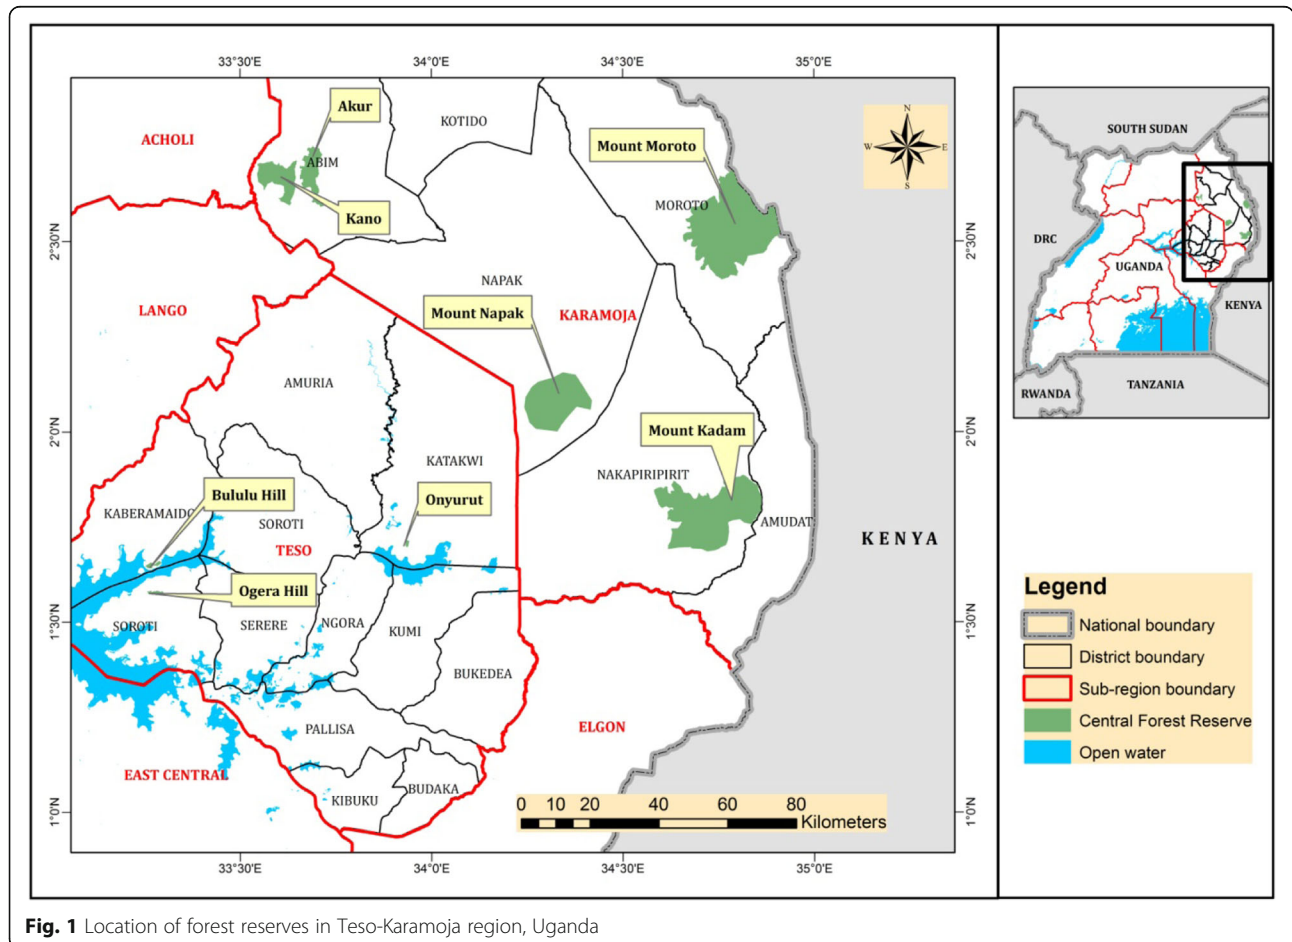 33°30'E
34°0'E
34°30'E
35°0'E
Akur
KOTIDO
ACHOLI
Mount Moroto
N
W
E
S
ABIM
Kano
MOROTO
2°30'N
2°30'N
NAPAK
LANGO
Mount Napak
KARAMOJA
AMURIA
2°0'N
2°0'N
Mount Kadam
KATAKWI
NAKAPIRIPIRIT
Bululu Hill
Onyurut
KABERAMAIDO
SOROTI
AMUDAT
TESO
KENYA
Ogera Hill
1°30'N
1°30'N
SOROTI
SERERE
NGORA
KUMI
BUKEDEA
PALLISA
ELGON
EAST CENTRAL
KIBUKU
BUDAKA
1°0'N
1°0'N
0 10 20 40 60 80
Kilometers
33°30'E
34°0'E
34°30'E
35°0'E
SOUTH SUDAN
DRC
UGANDA
KENYA
RWANDA
TANZANIA
Legend
National boundary
District boundary
Sub-region boundary
Central Forest Reserve
Open water
Fig. 1 Location of forest reserves in Teso-Karamoja region, Uganda